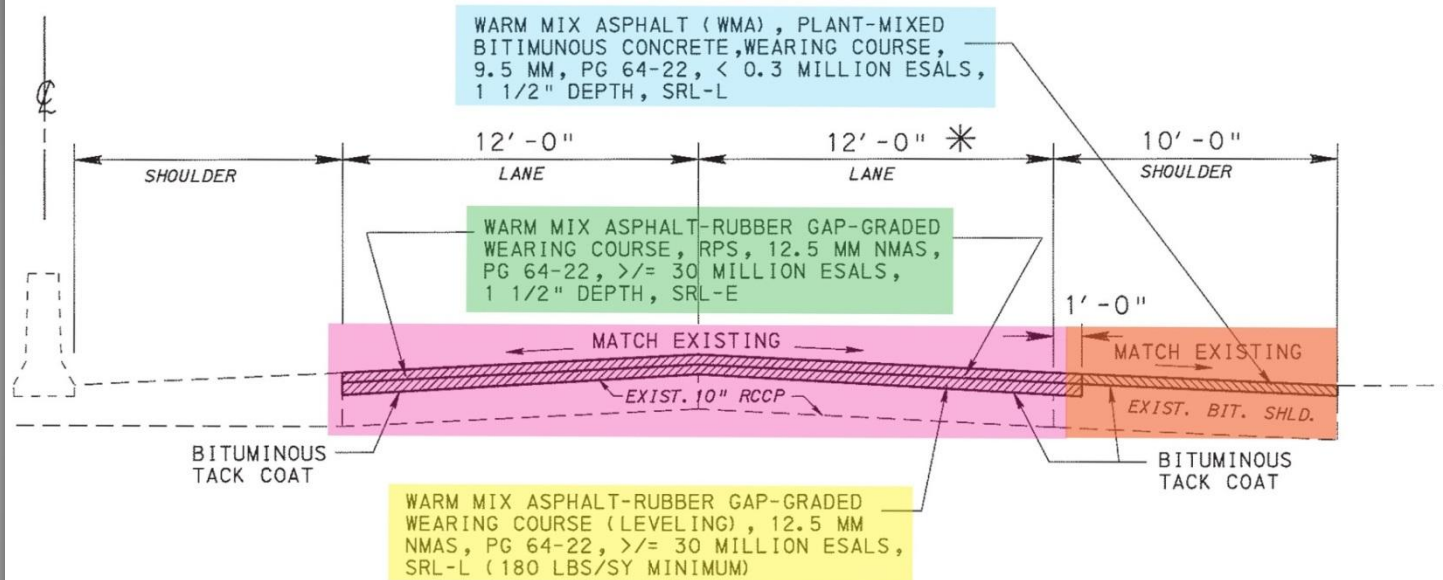 WARM MIX ASPHALT (WMA), PLANT-MIXED
BITIMUNOUS CONCRETE,WEARING COURSE,
9.5 MM, PG 64-22, < 0.3 MILLION ESALS,
1 1/2" DEPTH, SRL-L
℄
12'-0"
12'-0" *
10'-0"
SHOULDER
LANE
LANE
SHOULDER
WARM MIX ASPHALT-RUBBER GAP-GRADED
WEARING COURSE, RPS, 12.5 MM NMAS,
PG 64-22, >/= 30 MILLION ESALS,
1 1/2" DEPTH, SRL-E
1'-0"
MATCH EXISTING
MATCH EXISTING
EXIST. 10" RCCP
EXIST. BIT. SHLD.
BITUMINOUS
TACK COAT
BITUMINOUS
TACK COAT
WARM MIX ASPHALT-RUBBER GAP-GRADED
WEARING COURSE (LEVELING), 12.5 MM
NMAS, PG 64-22, >/= 30 MILLION ESALS,
SRL-L (180 LBS/SY MINIMUM)